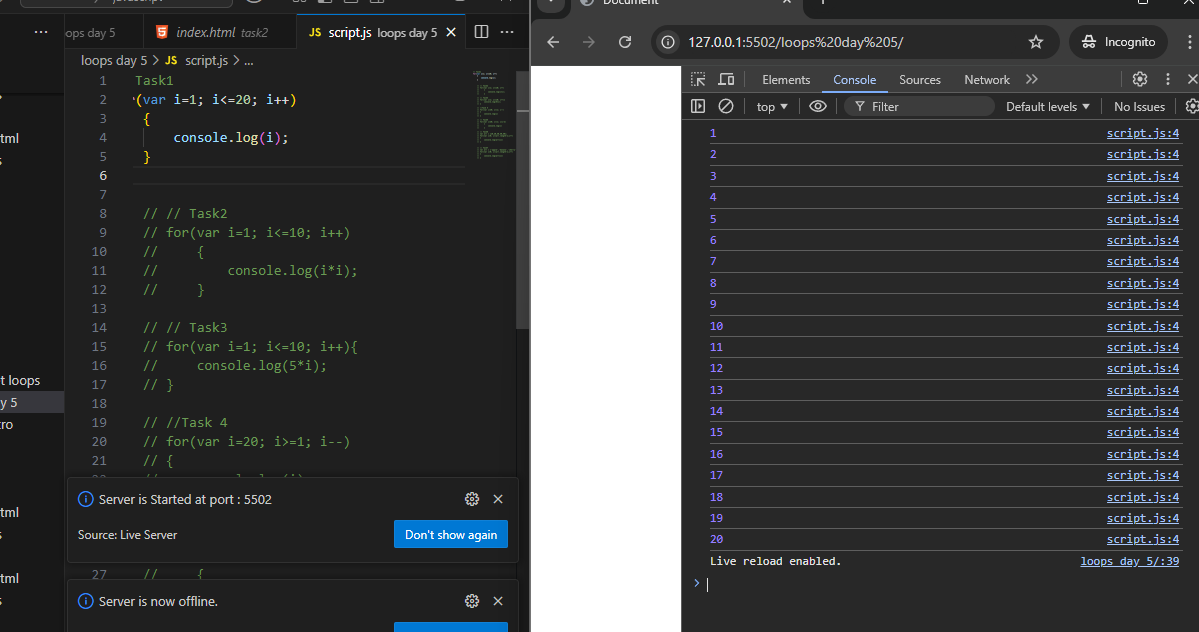 ops day 5
index.html task2
JS script.js loops day 5
loops day 5 > JS script.js > ...
1 Task1
2 (var i=1; i<=20; i++)
3 {
4 console.log(i);
5 }
6
7
8 // // Task2
9 // for(var i=1; i<=10; i++)
10 // {
11 // console.log(i*i);
12 // }
13
14 // // Task3
15 // for(var i=1; i<=10; i++){
16 // console.log(5*i);
17 // }
18
19 // //Task 4
20 // for(var i=20; i>=1; i--)
21 // {
27 // {
tml
t loops
y 5
ro
tml
tml
Server is Started at port : 5502
Source: Live Server
Don't show again
Server is now offline.
Document
127.0.0.1:5502/loops%20day%205/
Incognito
Elements Console Sources Network
top Filter Default levels No Issues
1 script.js:4
2 script.js:4
3 script.js:4
4 script.js:4
5 script.js:4
6 script.js:4
7 script.js:4
8 script.js:4
9 script.js:4
10 script.js:4
11 script.js:4
12 script.js:4
13 script.js:4
14 script.js:4
15 script.js:4
16 script.js:4
17 script.js:4
18 script.js:4
19 script.js:4
20 script.js:4
Live reload enabled. loops day 5/:39